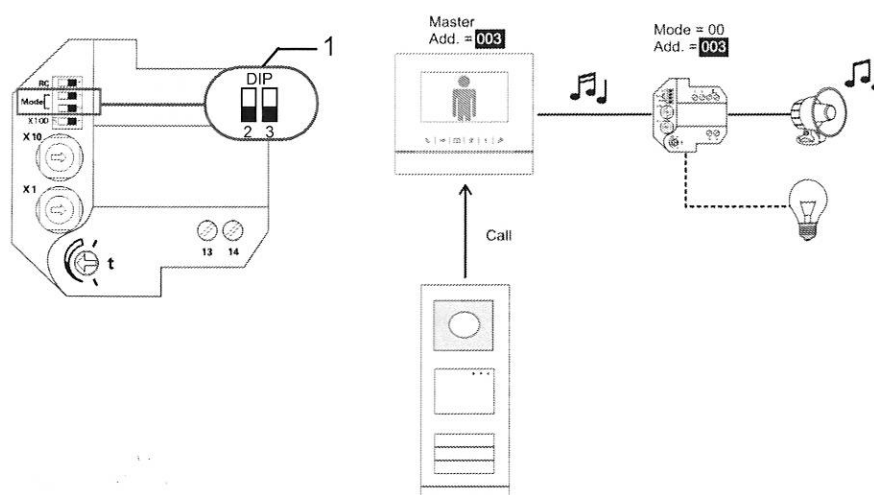 1
DIP
2 3
RC
Mode
X100
X10
X1
t
13 14
Master
Add. = 003
Mode = 00
Add. = 003
Call